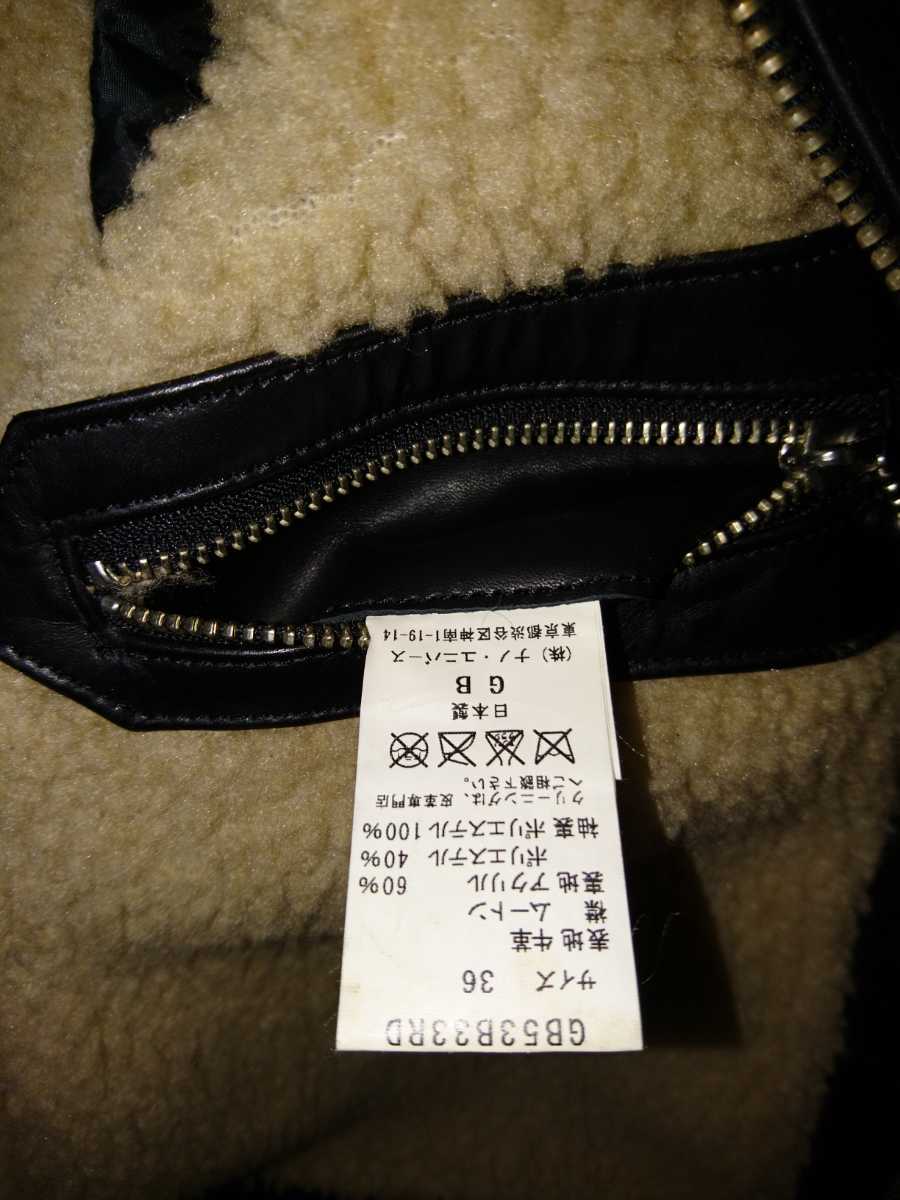 GB53B33RD
サイズ 36
表地 牛革
襟 ムートン
表地 アクリル 60%
ポリエステル 40%
袖裏 ポリエステル 100%
クリーニングは、皮革専門店
へご相談下さい。
日本製
GB
(株) ナノ・ユニバース
東京都渋谷区神南1-19-14